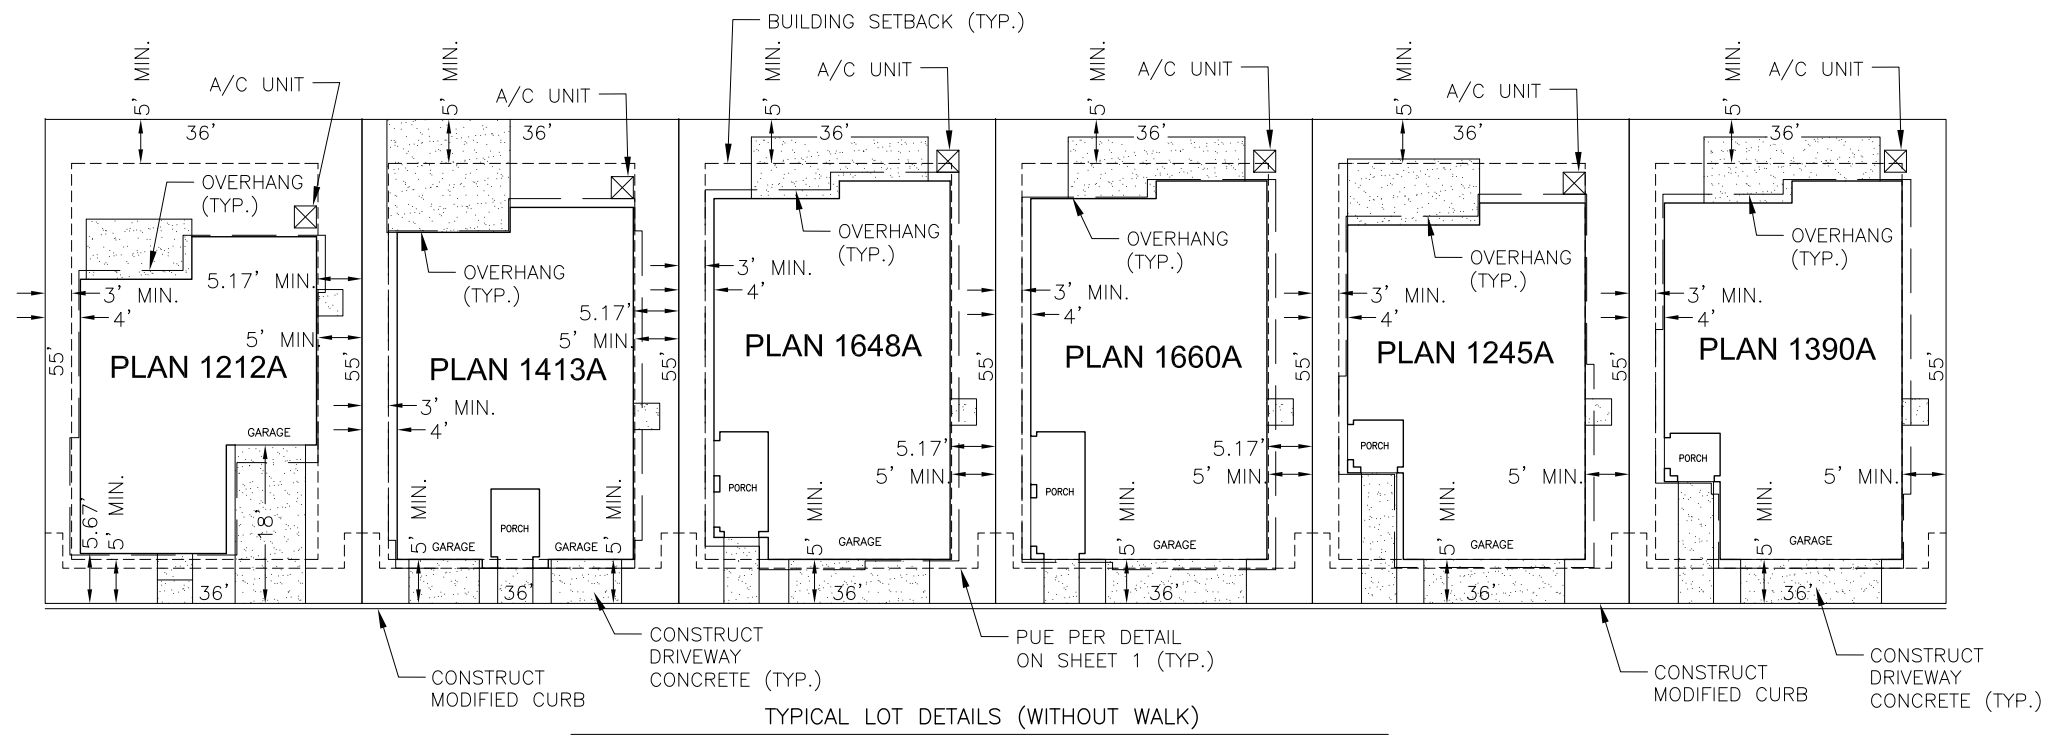 BUILDING SETBACK (TYP.)
5' MIN.
A/C UNIT
5' MIN.
A/C UNIT
5' MIN.
A/C UNIT
5' MIN.
A/C UNIT
5' MIN.
A/C UNIT
5' MIN.
A/C UNIT
36'
36'
36'
36'
36'
36'
OVERHANG
(TYP.)
5.17' MIN.
3' MIN.
4'
5' MIN.
55'
PLAN 1212A
55'
GARAGE
5.67'
5' MIN.
18'
36'
OVERHANG
(TYP.)
5.17'
5' MIN.
PLAN 1413A
55'
3' MIN.
4'
5' MIN.
GARAGE
PORCH
GARAGE
5' MIN.
36'
OVERHANG
(TYP.)
3' MIN.
4'
PLAN 1648A
55'
5.17'
5' MIN.
PORCH
5' MIN.
GARAGE
36'
OVERHANG
(TYP.)
3' MIN.
4'
PLAN 1660A
55'
5.17'
5' MIN.
PORCH
5' MIN.
GARAGE
36'
OVERHANG
(TYP.)
3' MIN.
4'
PLAN 1245A
55'
PORCH
5' MIN.
5' MIN.
GARAGE
36'
OVERHANG
(TYP.)
3' MIN.
4'
PLAN 1390A
55'
PORCH
5' MIN.
5' MIN.
GARAGE
36'
CONSTRUCT
MODIFIED CURB
CONSTRUCT
DRIVEWAY
CONCRETE (TYP.)
PUE PER DETAIL
ON SHEET 1 (TYP.)
CONSTRUCT
MODIFIED CURB
CONSTRUCT
DRIVEWAY
CONCRETE (TYP.)
TYPICAL LOT DETAILS (WITHOUT WALK)